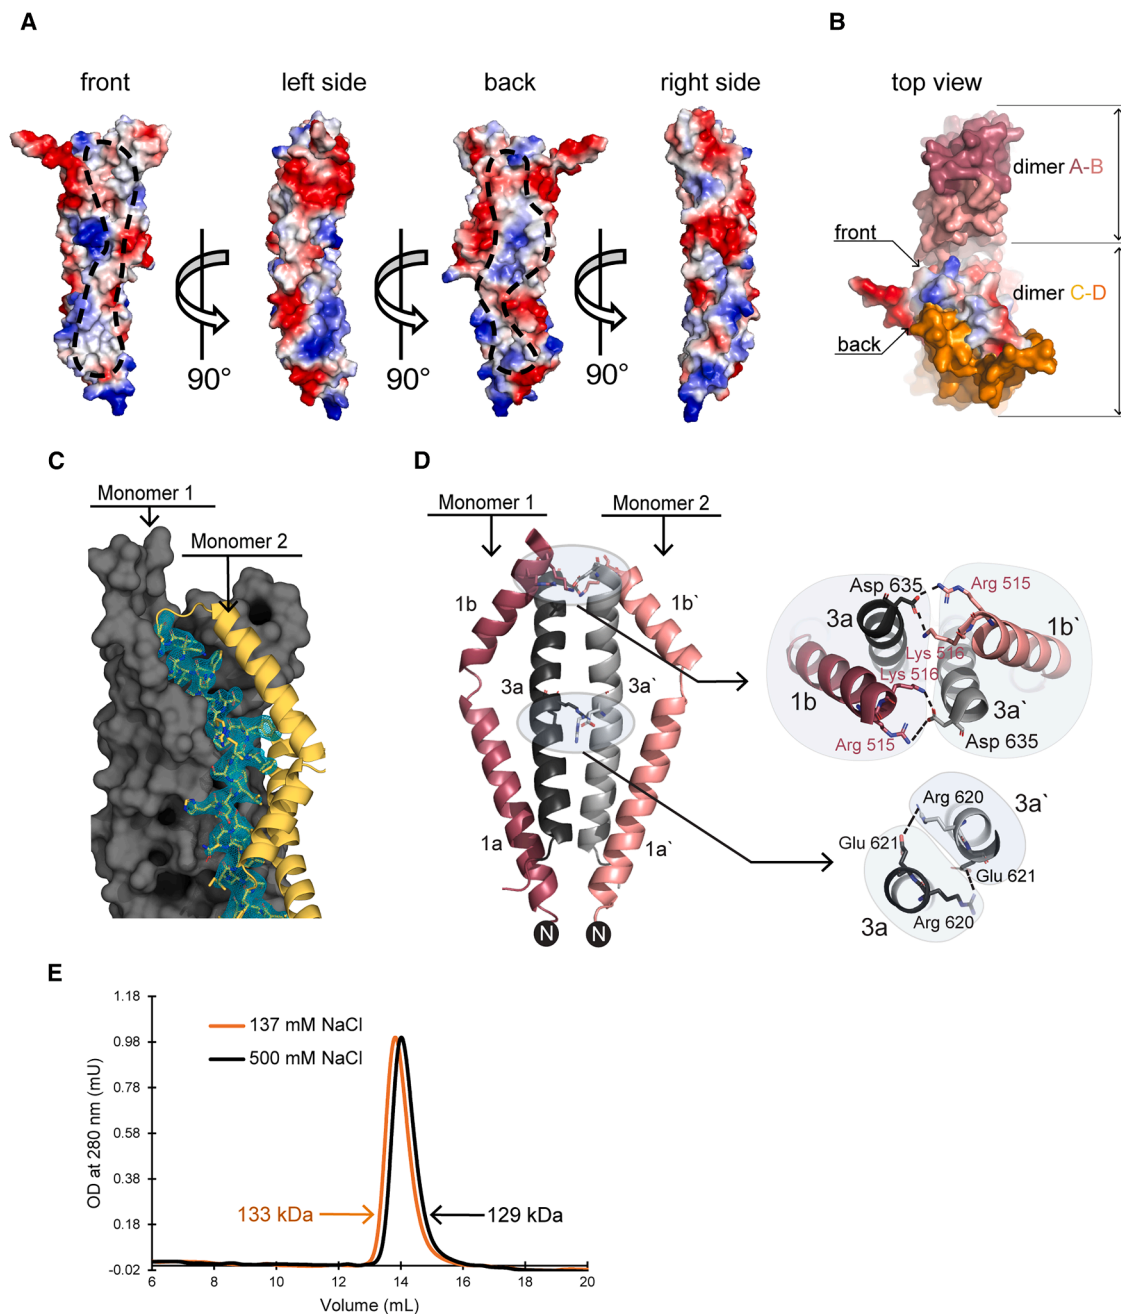 A
B
front
left side
back
right side
top view
dimer A-B
front
dimer C-D
back
90°
90°
90°
C
D
Monomer 1
Monomer 2
Monomer 1
Monomer 2
1b
1b`
3a
3a`
1a
1a`
N
N
Asp 635
Arg 515
3a
1b`
Lys 516
Lys 516
1b
3a`
Arg 515
Asp 635
Arg 620
3a`
Glu 621
Glu 621
Arg 620
3a
E
1.18
0.98
0.78
0.58
0.38
0.18
-0.02
OD at 280 nm (mU)
137 mM NaCl
500 mM NaCl
133 kDa
129 kDa
6
8
10
12
14
16
18
20
Volume (mL)